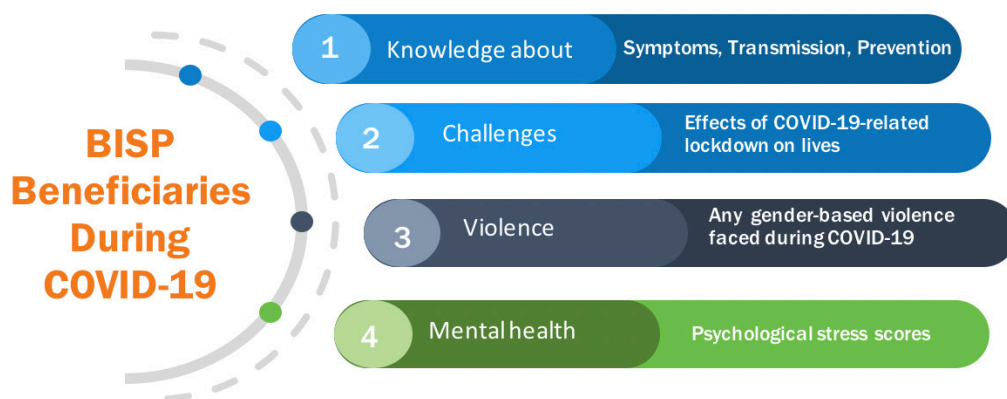 BISP
Beneficiaries
During
COVID-19
1
Knowledge about
Symptoms, Transmission, Prevention
2
Challenges
Effects of COVID-19-related
lockdown on lives
3
Violence
Any gender-based violence
faced during COVID-19
4
Mental health
Psychological stress scores